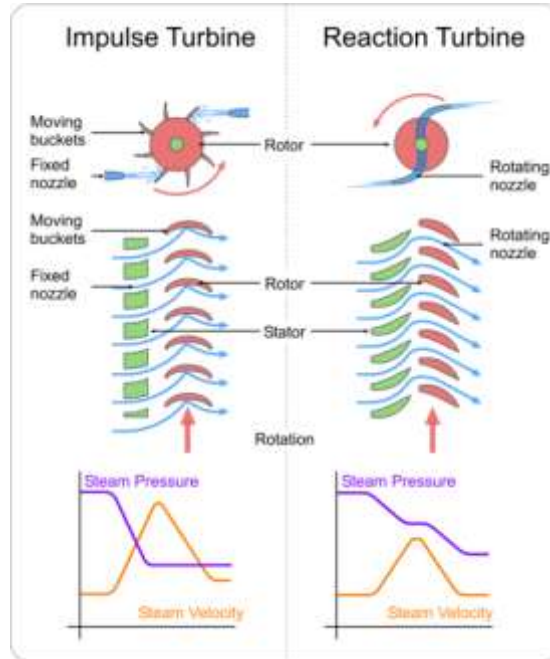 Impulse Turbine
Reaction Turbine
Moving
buckets
Fixed
nozzle
Rotor
Rotating
nozzle
Moving
buckets
Fixed
nozzle
Rotor
Stator
Rotating
nozzle
Rotation
Steam Pressure
Steam Velocity
Steam Pressure
Steam Velocity